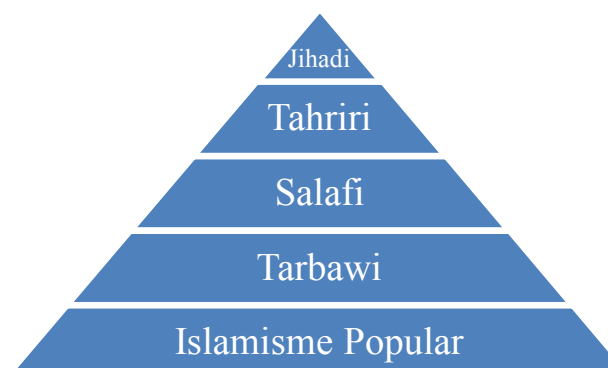 Jihadi
Tahriri
Salafi
Tarbawi
Islamisme Popular